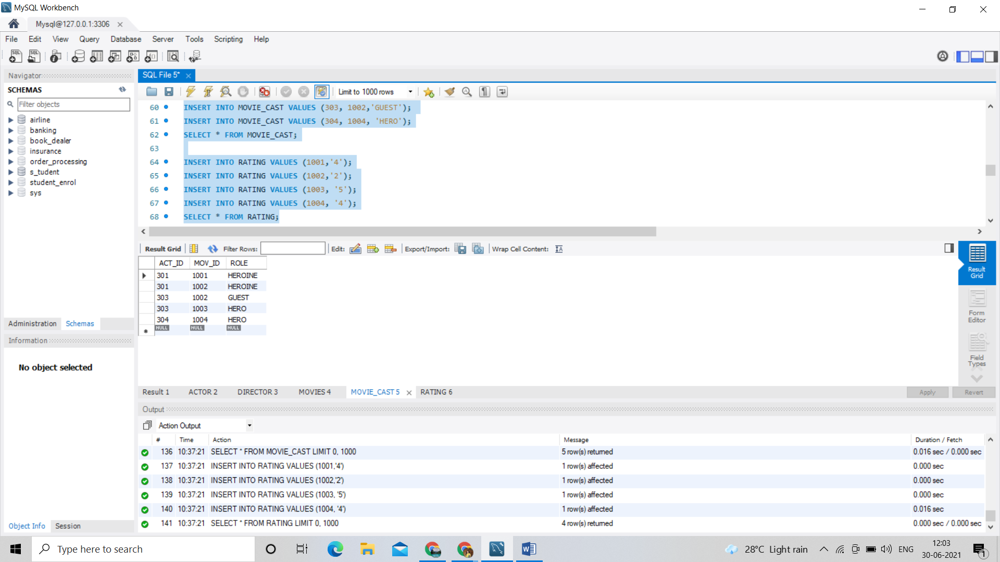 MySQL Workbench
Mysql@127.0.0.1:3306
File Edit View Query Database Server Tools Scripting Help
Navigator
SCHEMAS
Filter objects
airline
banking
book_dealer
insurance
order_processing
s_tudent
student_enrol
sys
Administration Schemas
Information
No object selected
Object Info Session
SQL File 5*
Limit to 1000 rows
60 INSERT INTO MOVIE_CAST VALUES (303, 1002,'GUEST');
61 INSERT INTO MOVIE_CAST VALUES (304, 1004, 'HERO');
62 SELECT * FROM MOVIE_CAST;
63
64 INSERT INTO RATING VALUES (1001,'4');
65 INSERT INTO RATING VALUES (1002,'2');
66 INSERT INTO RATING VALUES (1003, '5');
67 INSERT INTO RATING VALUES (1004, '4');
68 SELECT * FROM RATING;
Result Grid Filter Rows: Edit: Export/Import: Wrap Cell Content:
ACT_ID MOV_ID ROLE
301 1001 HEROINE
301 1002 HEROINE
303 1002 GUEST
303 1003 HERO
304 1004 HERO
NULL NULL NULL
Result
Grid
Form
Editor
Field
Types
Result 1 ACTOR 2 DIRECTOR 3 MOVIES 4 MOVIE_CAST 5 RATING 6 Apply Revert
Output
Action Output
# Time Action Message Duration / Fetch
136 10:37:21 SELECT * FROM MOVIE_CAST LIMIT 0, 1000 5 row(s) returned 0.016 sec / 0.000 sec
137 10:37:21 INSERT INTO RATING VALUES (1001,'4') 1 row(s) affected 0.000 sec
138 10:37:21 INSERT INTO RATING VALUES (1002,'2') 1 row(s) affected 0.000 sec
139 10:37:21 INSERT INTO RATING VALUES (1003, '5') 1 row(s) affected 0.000 sec
140 10:37:21 INSERT INTO RATING VALUES (1004, '4') 1 row(s) affected 0.016 sec
141 10:37:21 SELECT * FROM RATING LIMIT 0, 1000 4 row(s) returned 0.000 sec / 0.000 sec
Type here to search
28°C Light rain
ENG
12:03
30-06-2021
1